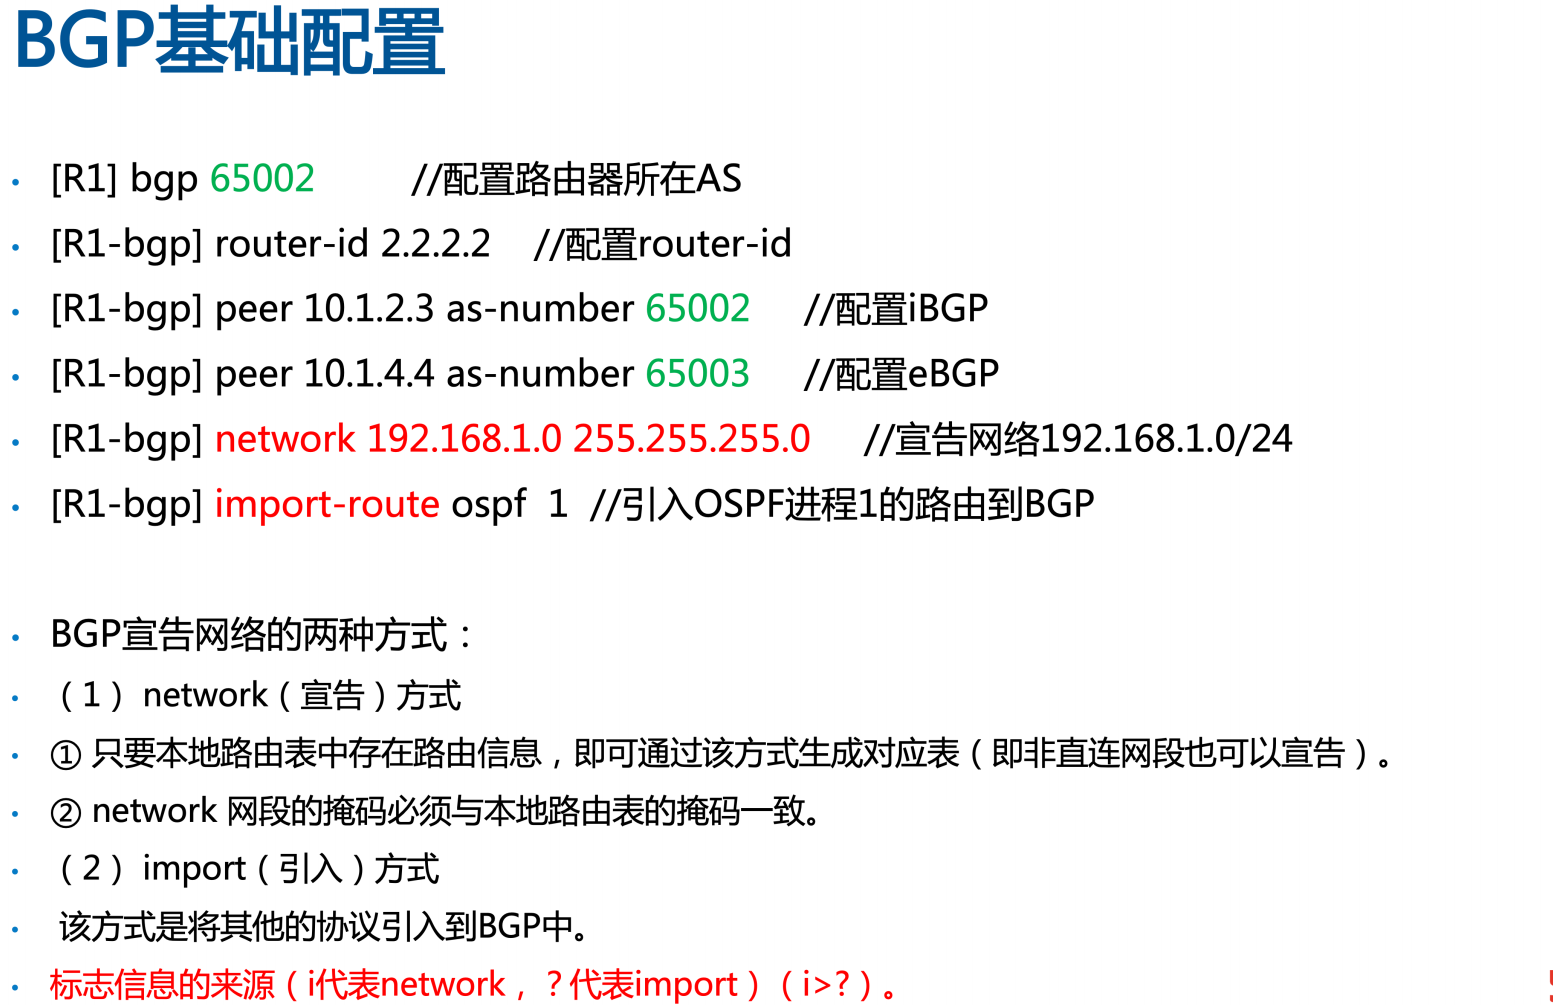 BGP基础配置
• [R1] bgp 65002 //配置路由器所在AS
• [R1-bgp] router-id 2.2.2.2 //配置router-id
• [R1-bgp] peer 10.1.2.3 as-number 65002 //配置iBGP
• [R1-bgp] peer 10.1.4.4 as-number 65003 //配置eBGP
• [R1-bgp] network 192.168.1.0 255.255.255.0 //宣告网络192.168.1.0/24
• [R1-bgp] import-route ospf 1 //引入OSPF进程1的路由到BGP
• BGP宣告网络的两种方式：
• （1） network（宣告）方式
• ① 只要本地路由表中存在路由信息，即可通过该方式生成对应表（即非直连网段也可以宣告）。
• ② network 网段的掩码必须与本地路由表的掩码一致。
• （2） import（引入）方式
• 该方式是将其他的协议引入到BGP中。
• 标志信息的来源（i代表network，？代表import）（i>?）。